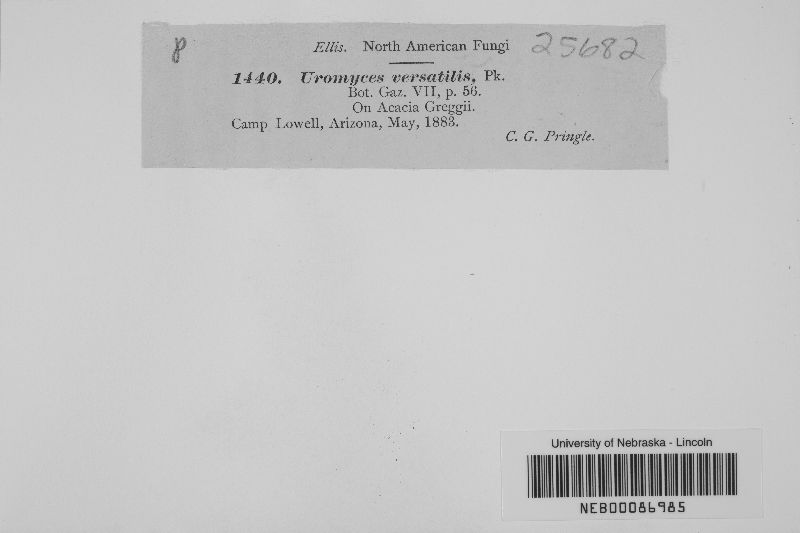 Ellis. North American Fungi 25682
1440. Uromyces versatilis, Pk.
Bot. Gaz. VII, p. 56.
On Acacia Greggii.
Camp Lowell, Arizona, May, 1883.
C. G. Pringle.
University of Nebraska - Lincoln
NEB00086985